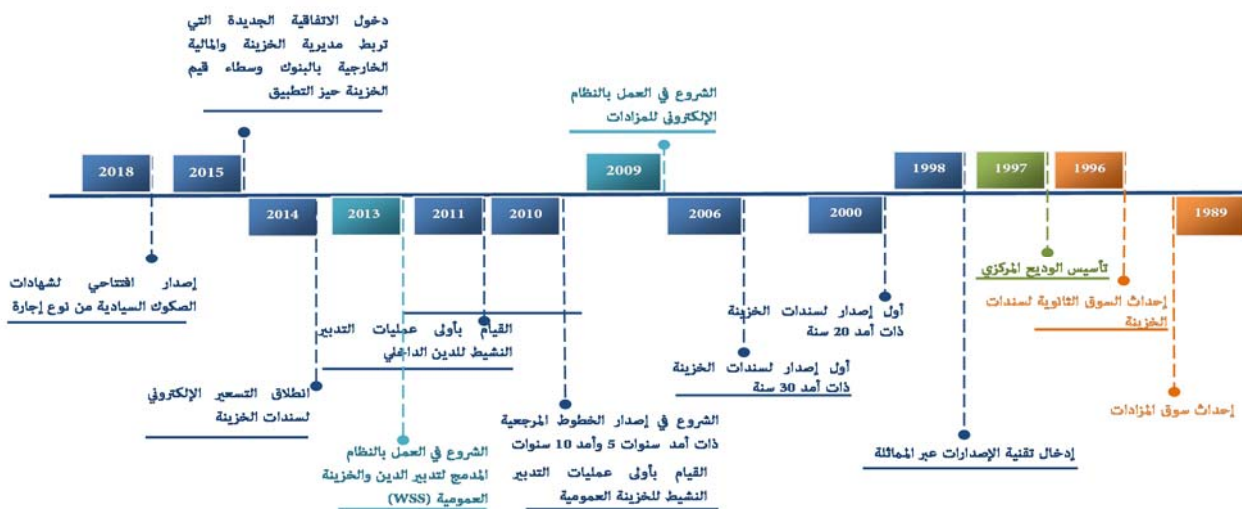 دخول الاتفاقية الجديدة التي
تربط مديرية الخزينة والمالية
الخارجية بالبنوك وسطاء قيم
الخزينة حيز التطبيق
الشروع في العمل بالنظام
الإلكتروني للمزادات
1996
1997
1998
2009
2015
2018
1989
2000
2006
2010
2011
2013
2014
تأسيس الوديع المركزي
إحداث السوق الثانوية لسندات
الخزينة
إحداث سوق المزادات
إدخال تقنية الإصدارات عبر المماثلة
أول إصدار لسندات الخزينة
ذات أمد 20 سنة
أول إصدار لسندات الخزينة
ذات أمد 30 سنة
الشروع في إصدار الخطوط المرجعية
ذات أمد سنوات 5 وأمد 10 سنوات
القيام بأولى عمليات التدبير
النشيط للخزينة العمومية
القيام بأولى عمليات التدبير
النشيط للدين الداخلي
الشروع في العمل بالنظام
المدمج لتدبير الدين والخزينة
العمومية (WSS)
انطلاق التسعير الإلكتروني
لسندات الخزينة
إصدار افتتاحي لشهادات
الصكوك السيادية من نوع إجارة